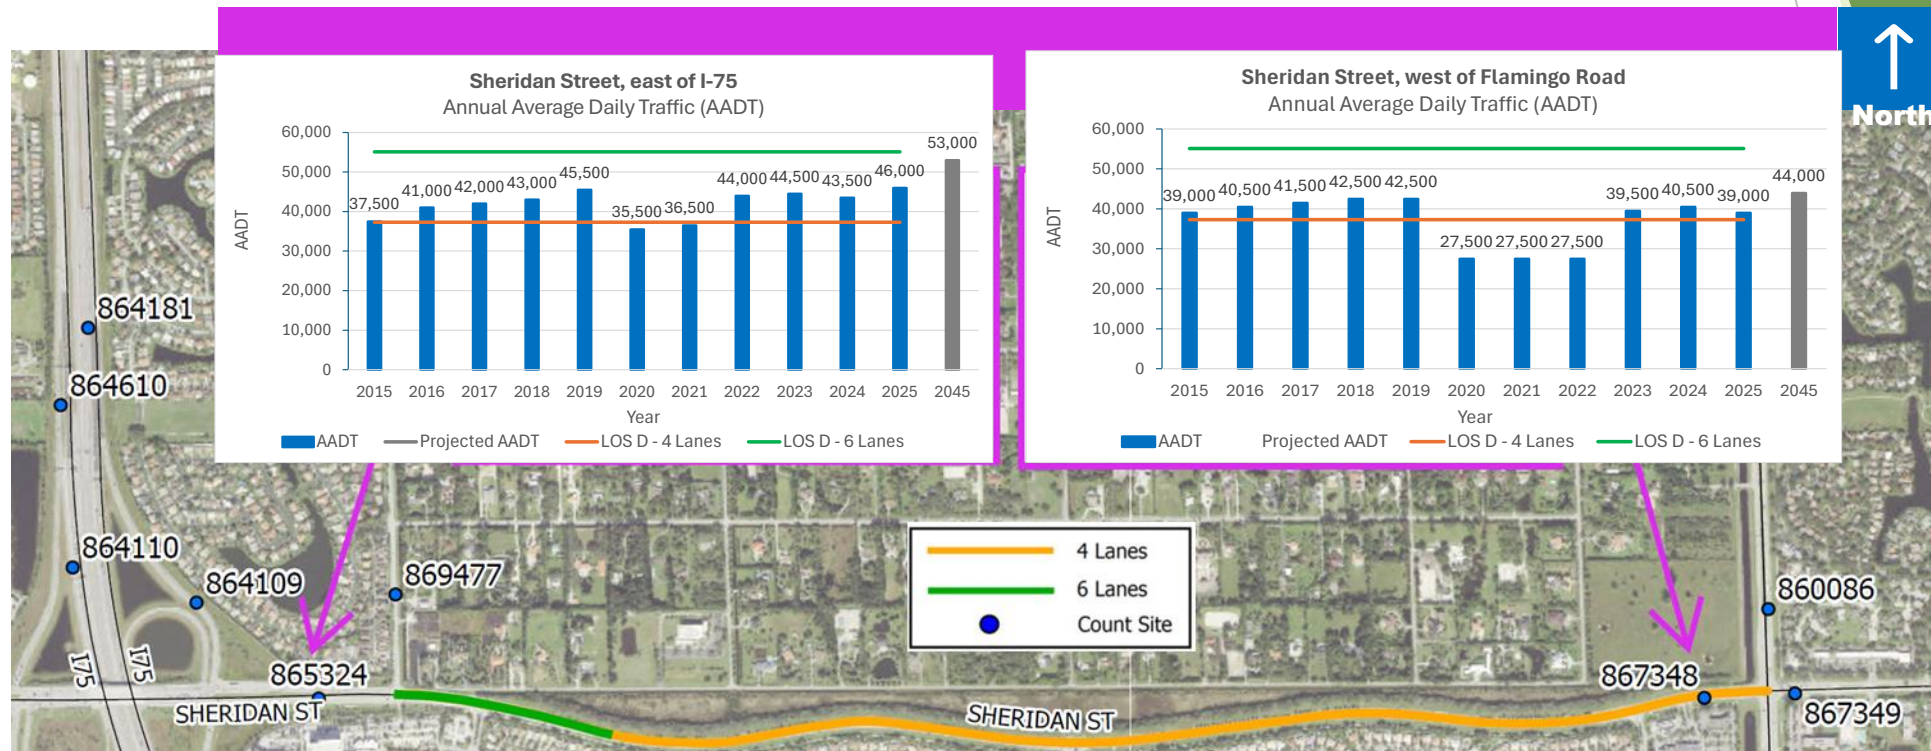 North
Sheridan Street, east of I-75
Annual Average Daily Traffic (AADT)
60,000
50,000
40,000
30,000
20,000
10,000
0
AADT
37,500
41,000
42,000
43,000
45,500
35,500
36,500
44,000
44,500
43,500
46,000
53,000
2015 2016 2017 2018 2019 2020 2021 2022 2023 2024 2025 2045
Year
AADT Projected AADT LOS D - 4 Lanes LOS D - 6 Lanes
Sheridan Street, west of Flamingo Road
Annual Average Daily Traffic (AADT)
60,000
50,000
40,000
30,000
20,000
10,000
0
AADT
39,000
40,500
41,500
42,500
42,500
27,500
27,500
27,500
39,500
40,500
39,000
44,000
2015 2016 2017 2018 2019 2020 2021 2022 2023 2024 2025 2045
Year
AADT Projected AADT LOS D - 4 Lanes LOS D - 6 Lanes
864181
864610
864110
864109
869477
4 Lanes
6 Lanes
Count Site
860086
I75
I75
865324
867348
SHERIDAN ST
SHERIDAN ST
867349